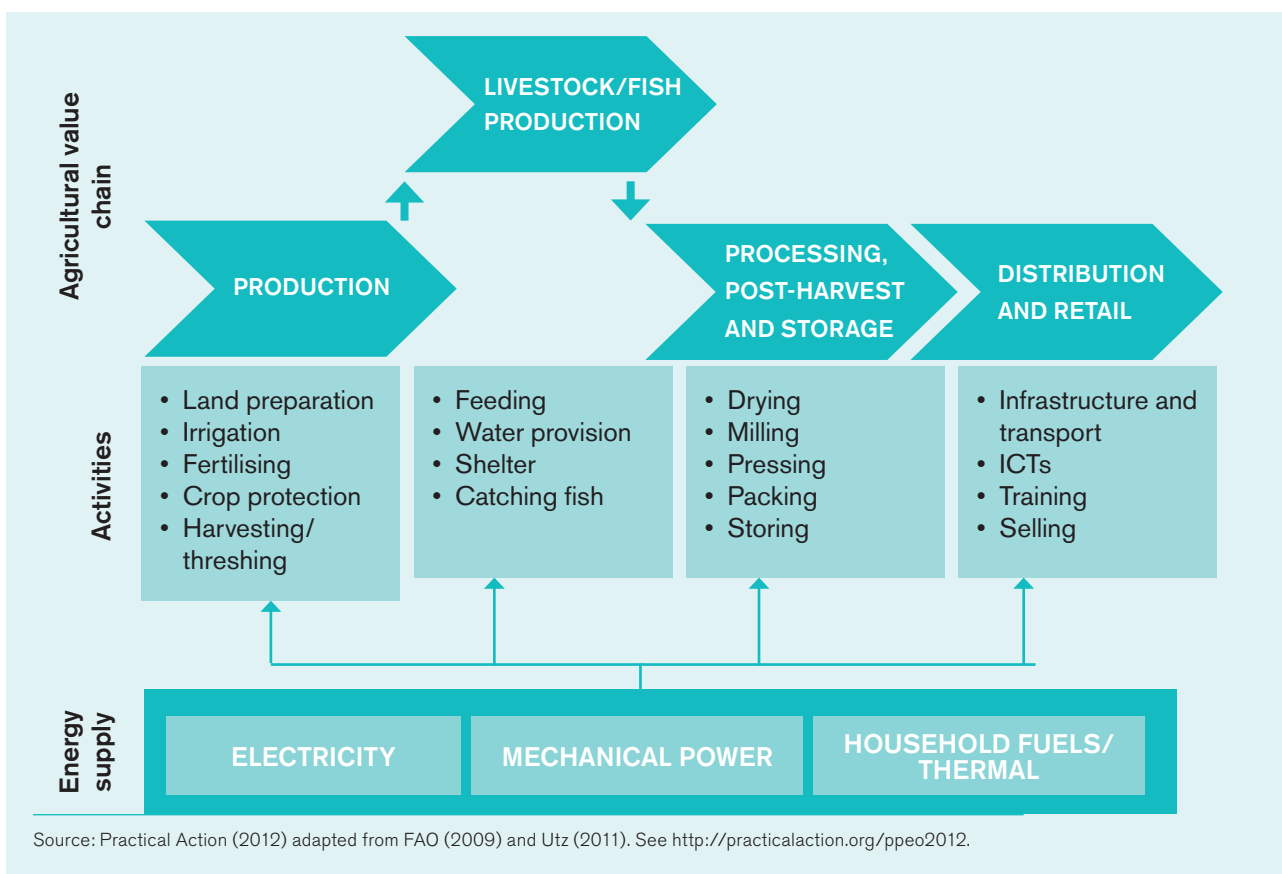 Agricultural value
chain
LIVESTOCK/FISH
PRODUCTION
PRODUCTION
PROCESSING,
POST-HARVEST
AND STORAGE
DISTRIBUTION
AND RETAIL
Activities
• Land preparation
• Irrigation
• Fertilising
• Crop protection
• Harvesting/
threshing
• Feeding
• Water provision
• Shelter
• Catching fish
• Drying
• Milling
• Pressing
• Packing
• Storing
• Infrastructure and
transport
• ICTs
• Training
• Selling
Energy
supply
ELECTRICITY
MECHANICAL POWER
HOUSEHOLD FUELS/
THERMAL
Source: Practical Action (2012) adapted from FAO (2009) and Utz (2011). See http://practicalaction.org/ppeo2012.